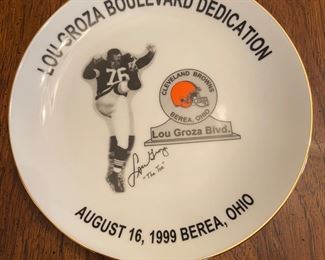 LOU GROZA BOULEVARD DEDICATION
76
CLEVELAND BROWNS
BEREA, OHIO
Lou Groza Blvd.
Lou Groza
"The Toe"
AUGUST 16, 1999 BEREA, OHIO